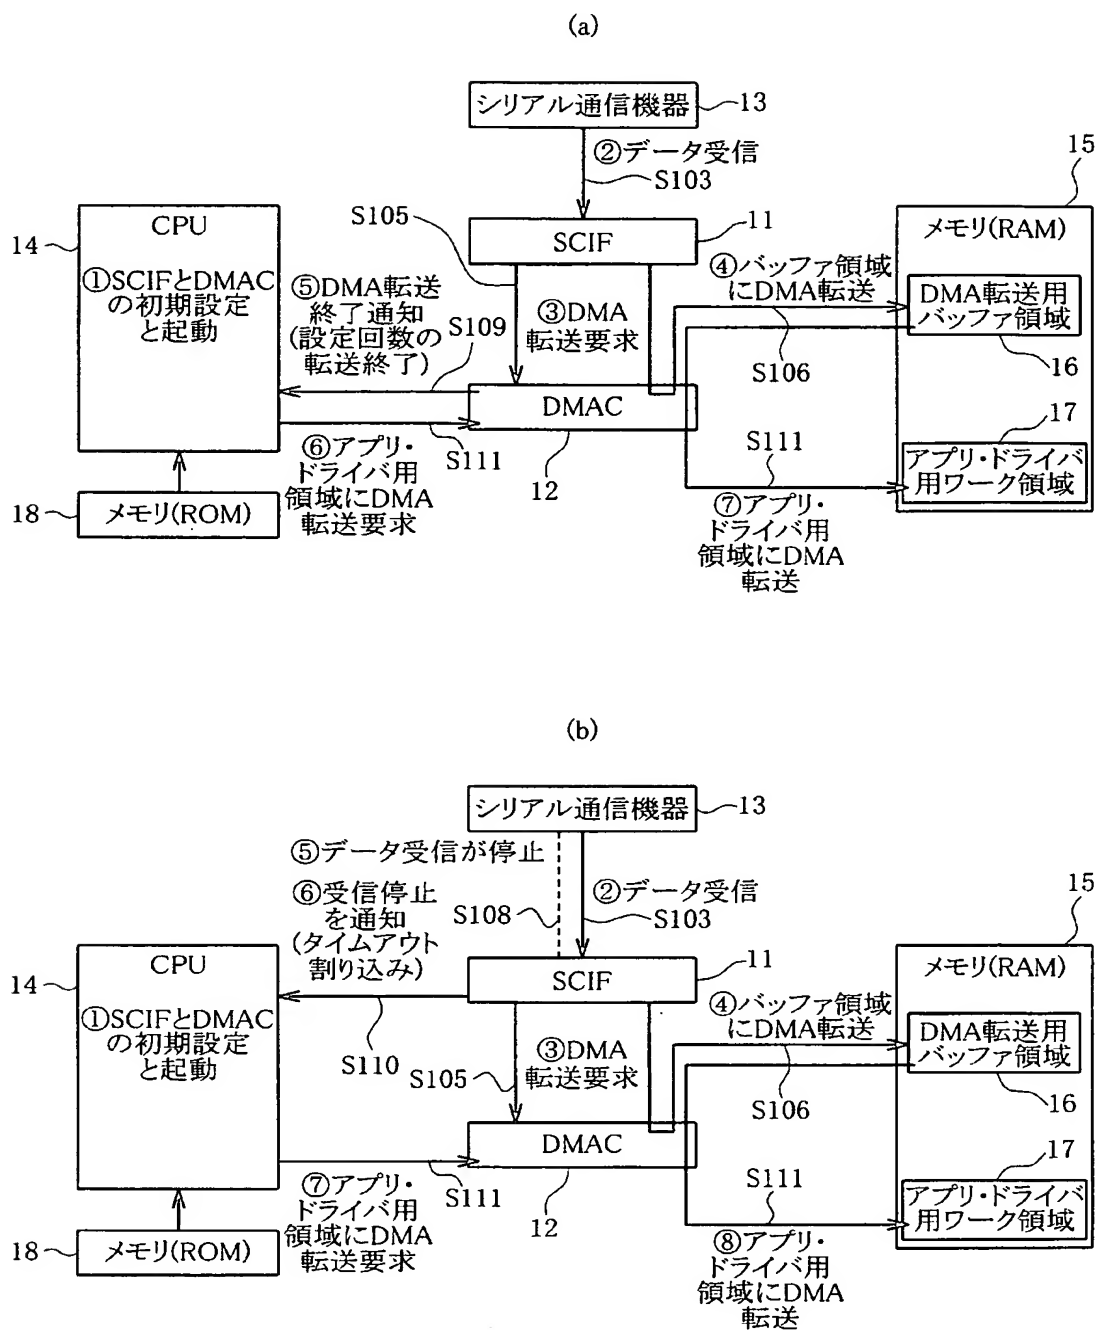 (a)
シリアル通信機器
13
②データ受信
S103
15
S105
CPU
14
①SCIFとDMAC
の初期設定
と起動
SCIF
11
メモリ(RAM)
④バッファ領域
にDMA転送
DMA転送用
バッファ領域
⑤DMA転送
終了通知
(設定回数の
転送終了)
S109
③DMA
転送要求
S106
16
DMAC
17
⑥アプリ・
ドライバ用
領域にDMA
転送要求
S111
12
S111
アプリ・ドライバ
用ワーク領域
18
メモリ(ROM)
⑦アプリ・
ドライバ用
領域にDMA
転送
(b)
シリアル通信機器
13
⑤データ受信が停止
②データ受信
15
⑥受信停止
を通知
(タイムアウト
割り込み)
S108
S103
CPU
14
①SCIFとDMAC
の初期設定
と起動
SCIF
11
メモリ(RAM)
④バッファ領域
にDMA転送
DMA転送用
バッファ領域
S110
S105
③DMA
転送要求
S106
16
DMAC
17
⑦アプリ・
ドライバ用
領域にDMA
転送要求
S111
12
S111
アプリ・ドライバ
用ワーク領域
18
メモリ(ROM)
⑧アプリ・
ドライバ用
領域にDMA
転送